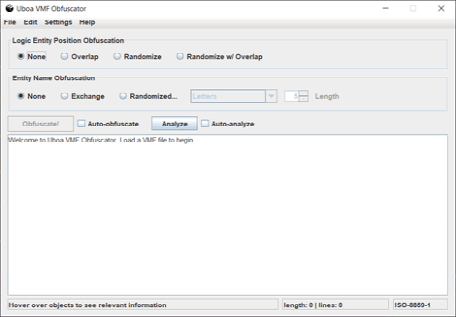 Uboa VMF Obfuscator
File Edit Settings Help
Logic Entity Position Obfuscation
None Overlap Randomize Randomize w/ Overlap
Entity Name Obfuscation
None Exchange Randomized... Letters 5 Length
Obfuscate! Auto-obfuscate Analyze Auto-analyze
Welcome to Uboa VMF Obfuscator. Load a VMF file to begin.
Hover over objects to see relevant information length: 0 | lines: 0 ISO-8859-1